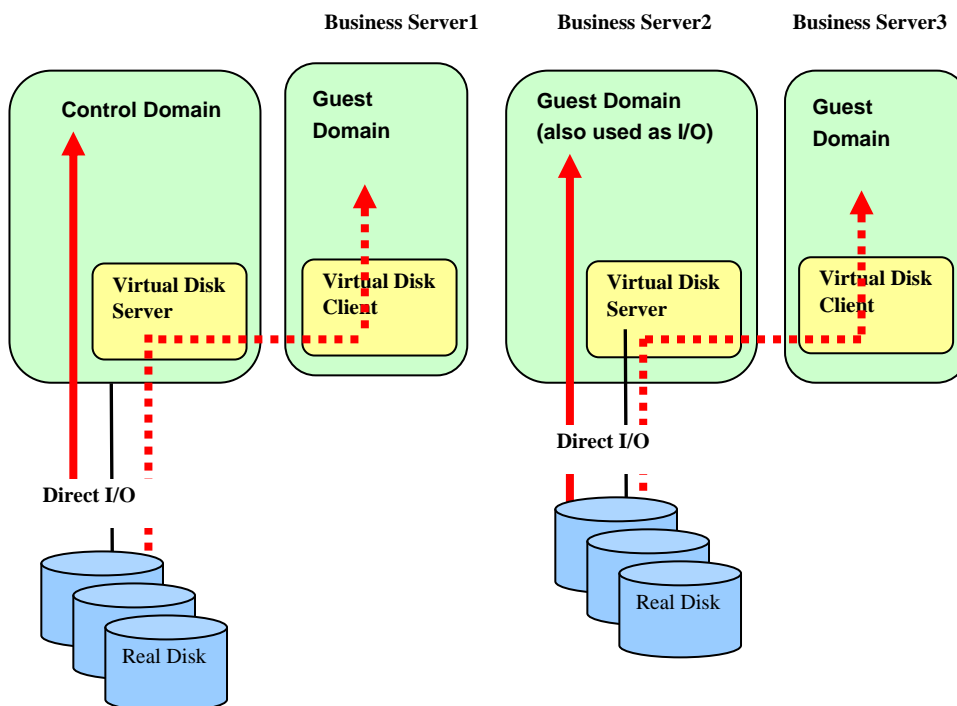 Business Server1
Business Server2
Business Server3
Control Domain
Guest
Domain
Guest Domain
(also used as I/O)
Guest
Domain
Virtual Disk
Server
Virtual Disk
Client
Virtual Disk
Server
Virtual Disk
Client
Direct I/O
Direct I/O
Real Disk
Real Disk